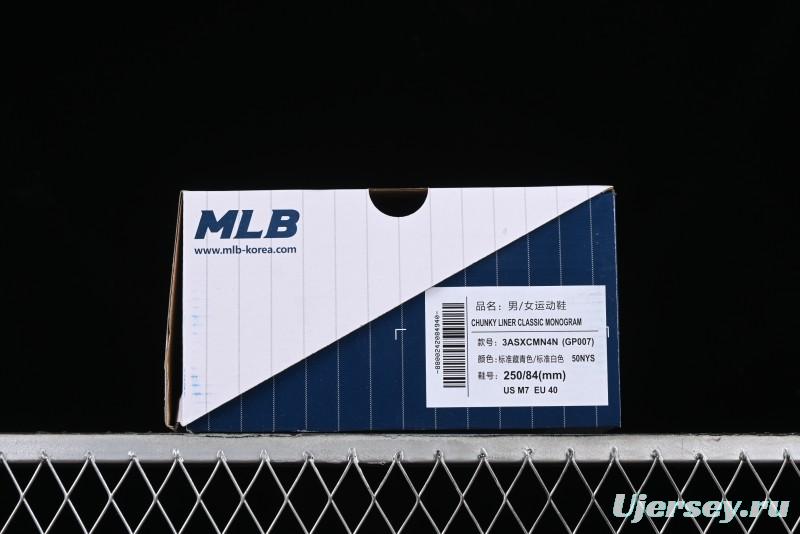 MLB
www.mlb-korea.com
品名：男/女运动鞋
CHUNKY LINER CLASSIC MONOGRAM
款号：3ASXCMN4N (GP007)
颜色：标准藏青色/标准白色 50NYS
鞋号：250/84(mm)
US M7 EU 40
-8800242084940-
Ujersey.ru